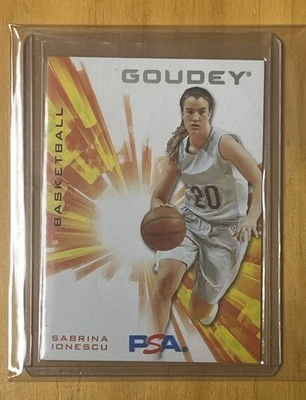 GOUDEY®
BASKETBALL
20
SABRINA
IONESCU
PSA®